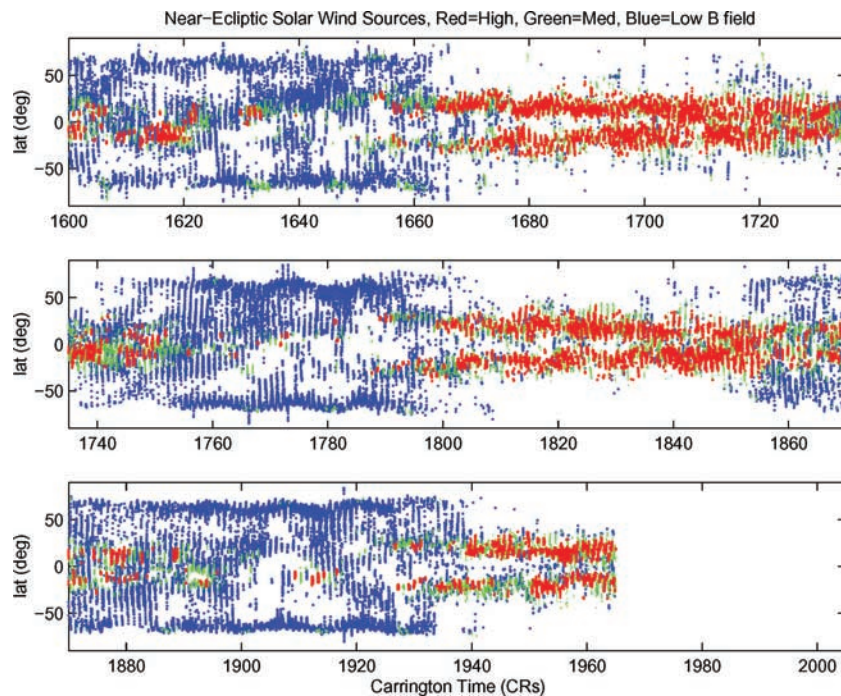 Near-Ecliptic Solar Wind Sources, Red=High, Green=Med, Blue=Low B field
lat (deg)
50
0
−50
1600 1620 1640 1660 1680 1700 1720
lat (deg)
50
0
−50
1740 1760 1780 1800 1820 1840 1860
lat (deg)
50
0
−50
1880 1900 1920 1940 1960 1980 2000
Carrington Time (CRs)